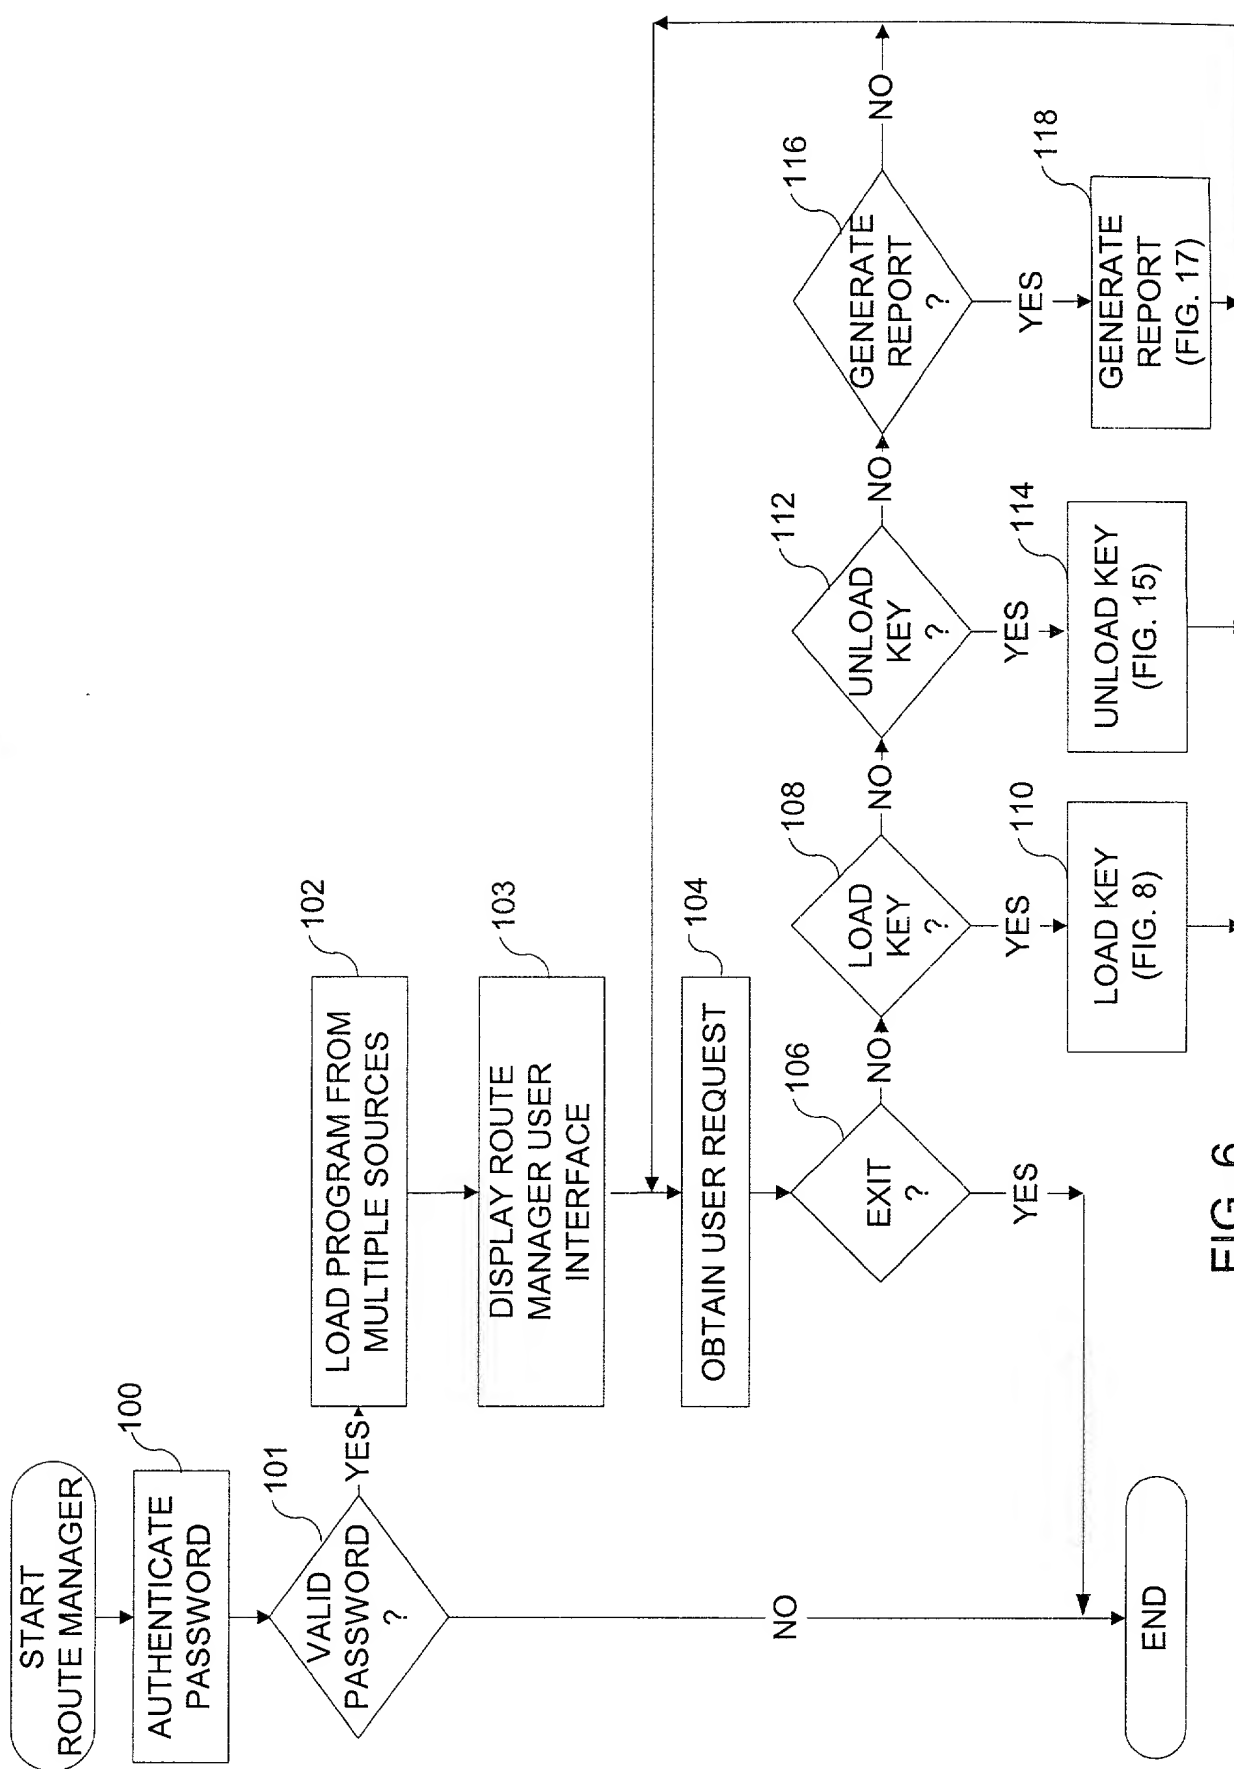 START
ROUTE MANAGER
100
AUTHENTICATE
PASSWORD
101
VALID
PASSWORD
?
YES
NO
102
LOAD PROGRAM FROM
MULTIPLE SOURCES
103
DISPLAY ROUTE
MANAGER USER
INTERFACE
104
OBTAIN USER REQUEST
106
EXIT
?
YES
NO
108
LOAD
KEY
?
YES
NO
110
LOAD KEY
(FIG. 8)
112
UNLOAD
KEY
?
YES
NO
114
UNLOAD KEY
(FIG. 15)
116
GENERATE
REPORT
?
YES
NO
118
GENERATE
REPORT
(FIG. 17)
END
FIG. 6